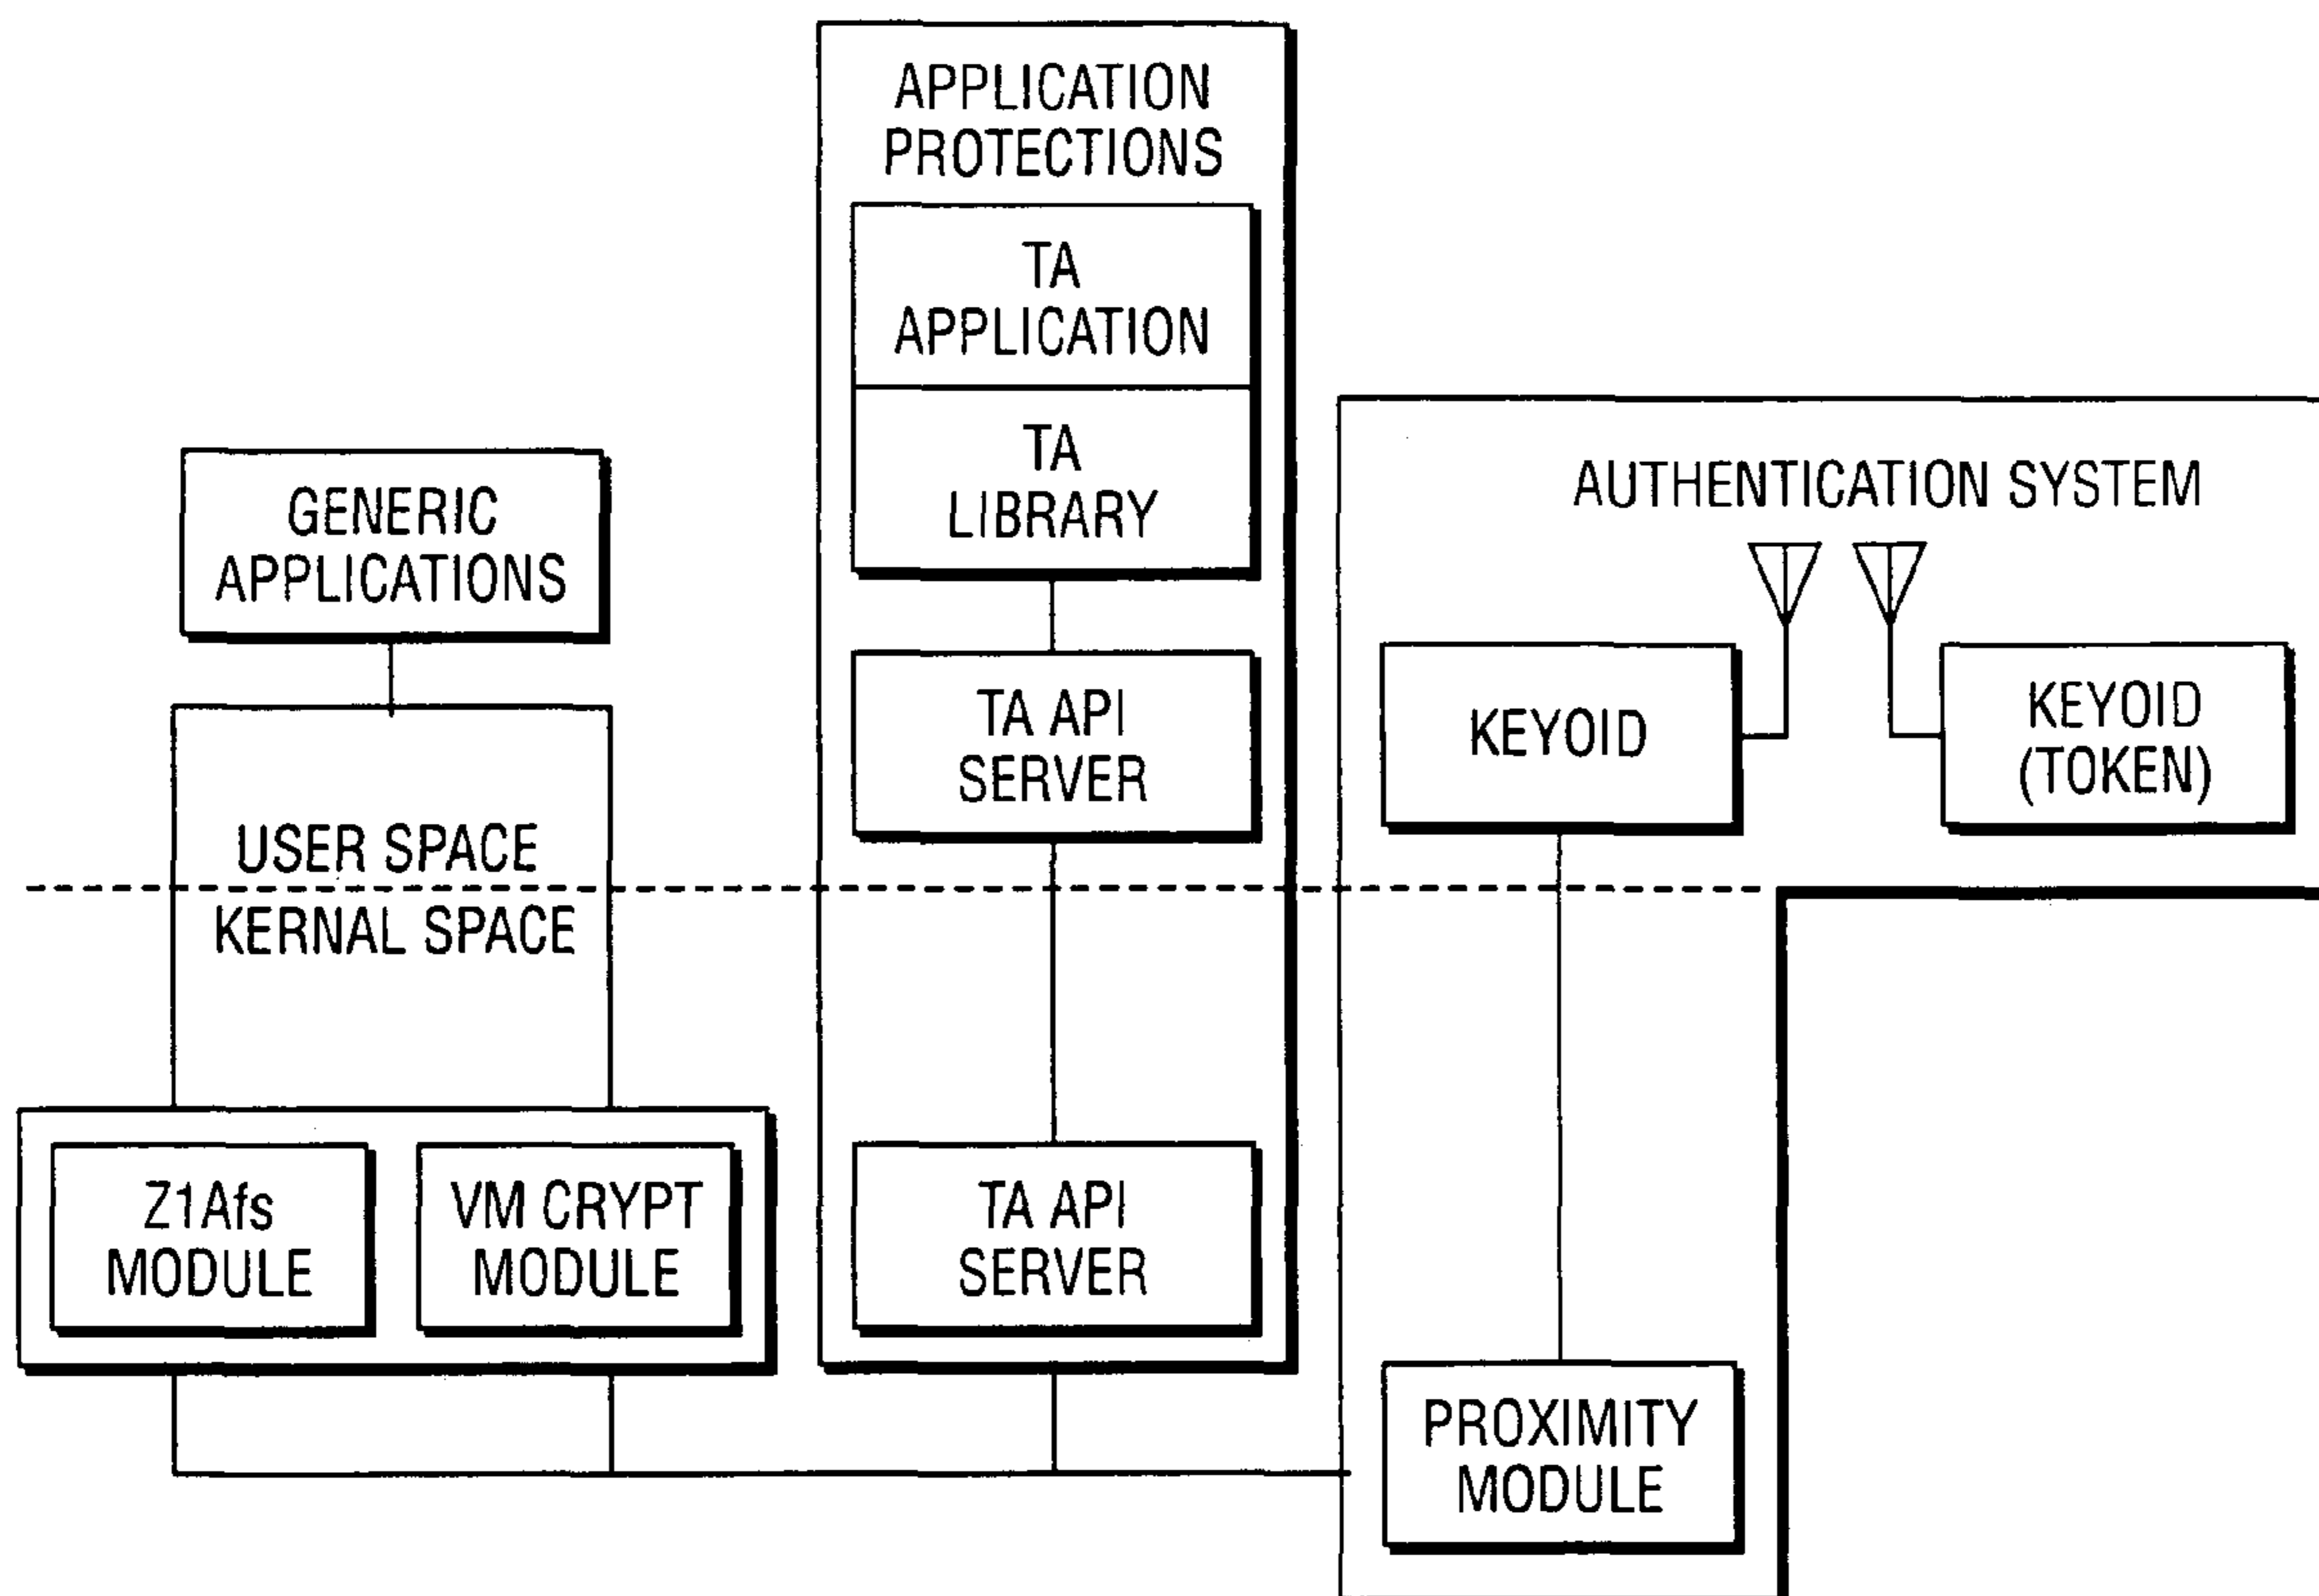 APPLICATION
PROTECTIONS
TA
APPLICATION
TA
LIBRARY
TA API
SERVER
TA API
SERVER
GENERIC
APPLICATIONS
USER SPACE
KERNAL SPACE
Z1Afs
MODULE
VM CRYPT
MODULE
AUTHENTICATION SYSTEM
KEYOID
KEYOID
(TOKEN)
PROXIMITY
MODULE